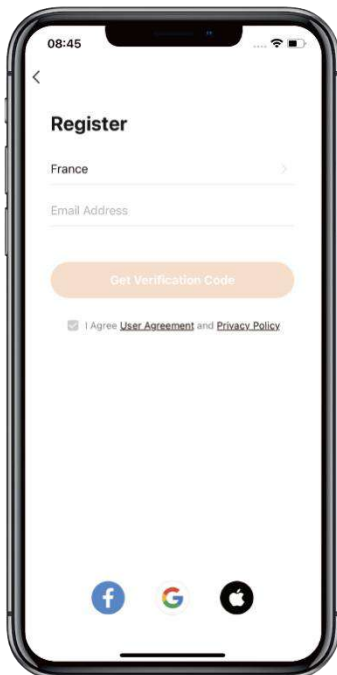 08:45
Register
France
Email Address
Get Verification Code
I Agree User Agreement and Privacy Policy